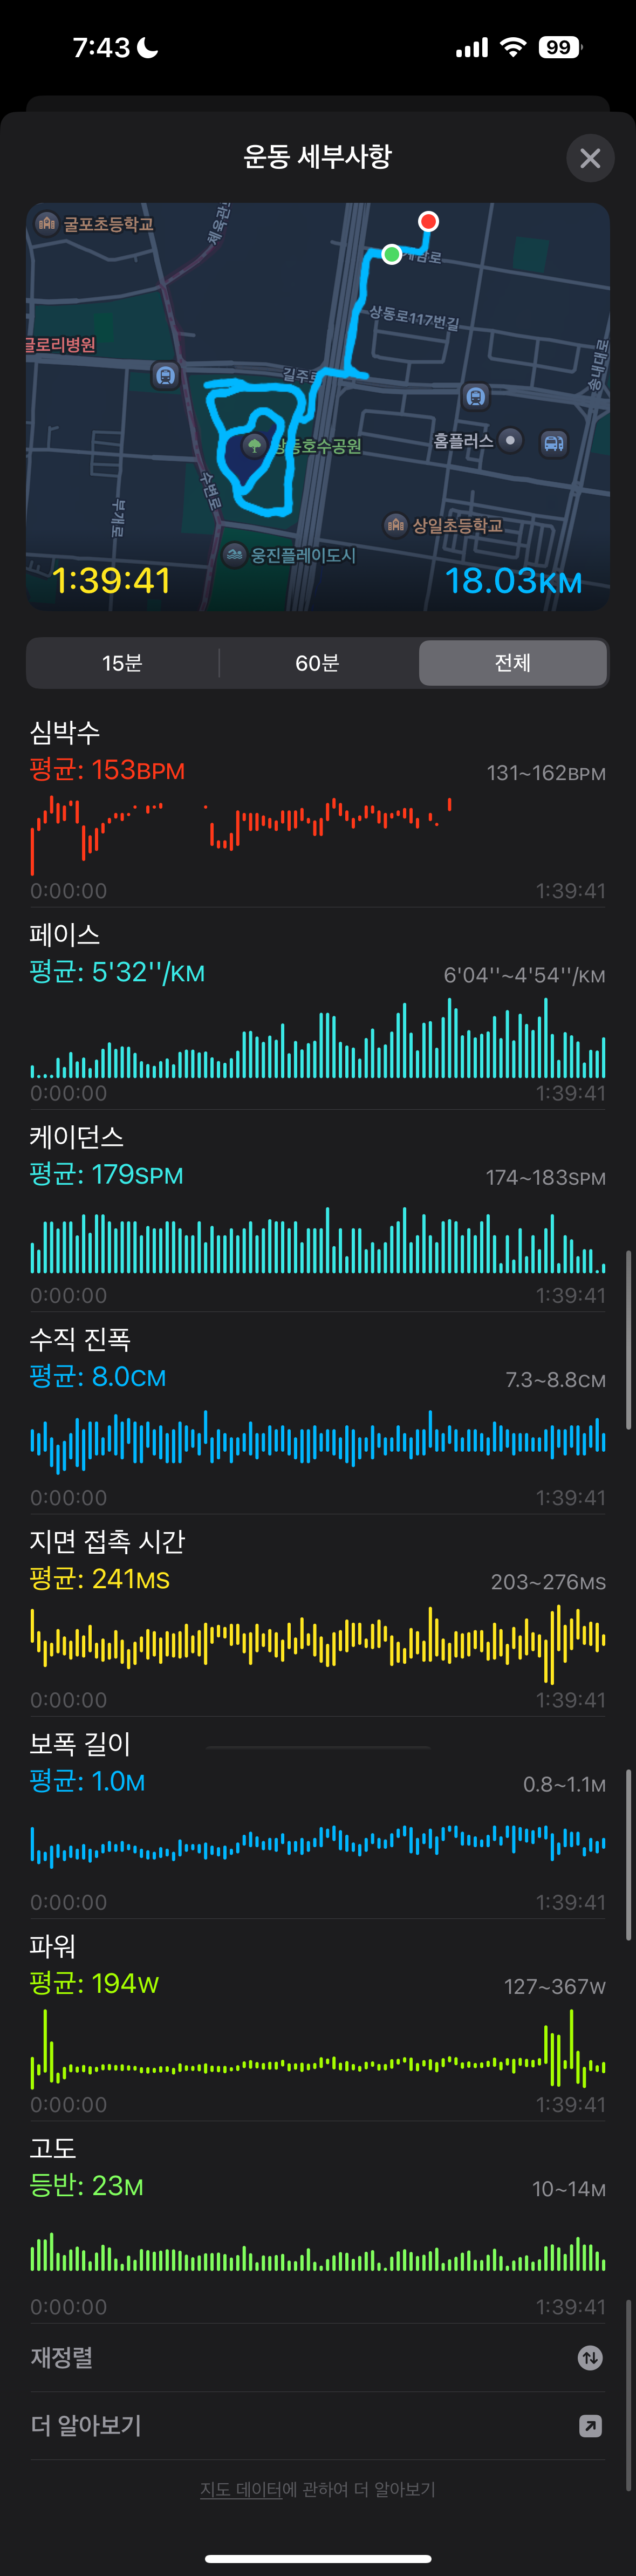 7:43
99
운동 세부사항
굴포초등학교
체육관
계남로
상동로117번길
글로리병원
길주로
송내대로
홈플러스
상동호수공원
수변로
부개로
상일초등학교
웅진플레이도시
1:39:41
18.03KM
15분
60분
전체
심박수
평균: 153BPM
131~162BPM
0:00:00
1:39:41
페이스
평균: 5'32''/KM
6'04''~4'54''/KM
0:00:00
1:39:41
케이던스
평균: 179SPM
174~183SPM
0:00:00
1:39:41
수직 진폭
평균: 8.0CM
7.3~8.8CM
0:00:00
1:39:41
지면 접촉 시간
평균: 241MS
203~276MS
0:00:00
1:39:41
보폭 길이
평균: 1.0M
0.8~1.1M
0:00:00
1:39:41
파워
평균: 194W
127~367W
0:00:00
1:39:41
고도
등반: 23M
10~14M
0:00:00
1:39:41
재정렬
더 알아보기
지도 데이터에 관하여 더 알아보기